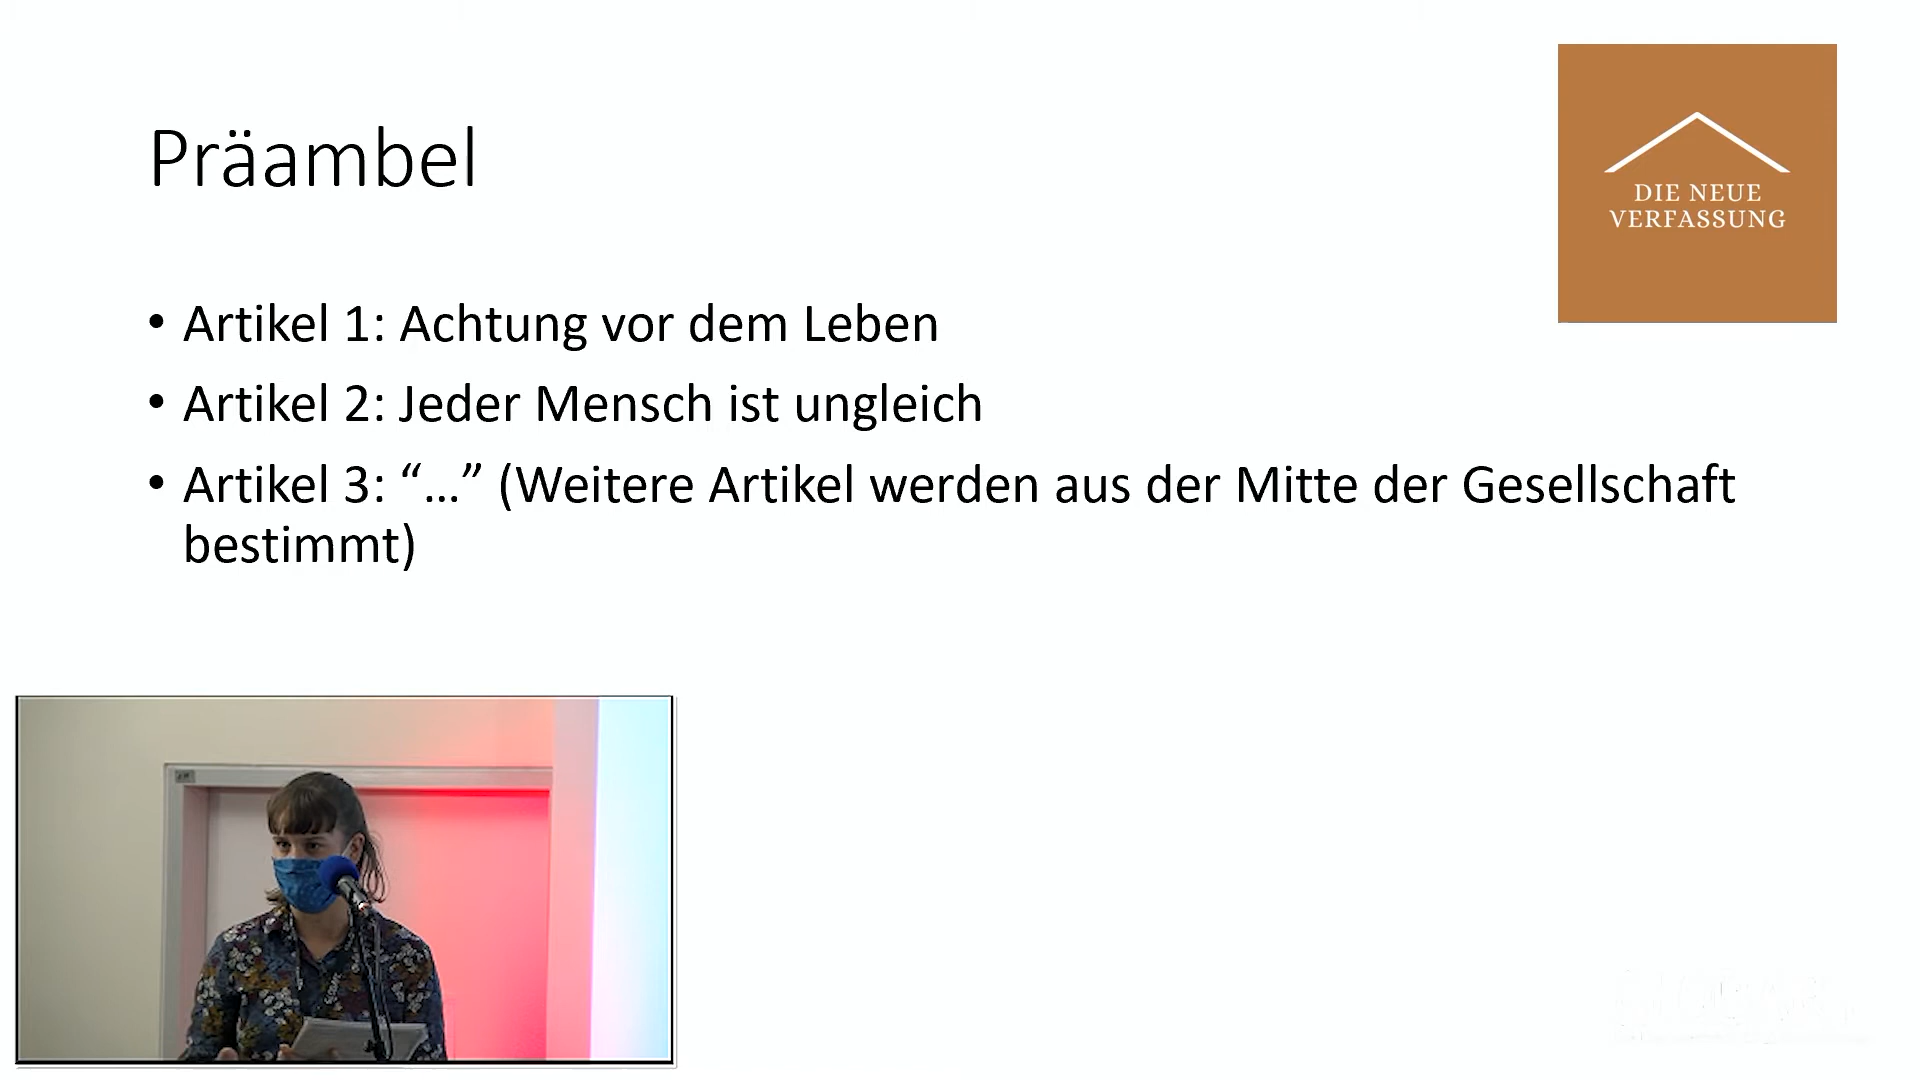 Präambel
DIE NEUE
VERFASSUNG
• Artikel 1: Achtung vor dem Leben
• Artikel 2: Jeder Mensch ist ungleich
• Artikel 3: “...” (Weitere Artikel werden aus der Mitte der Gesellschaft
bestimmt)